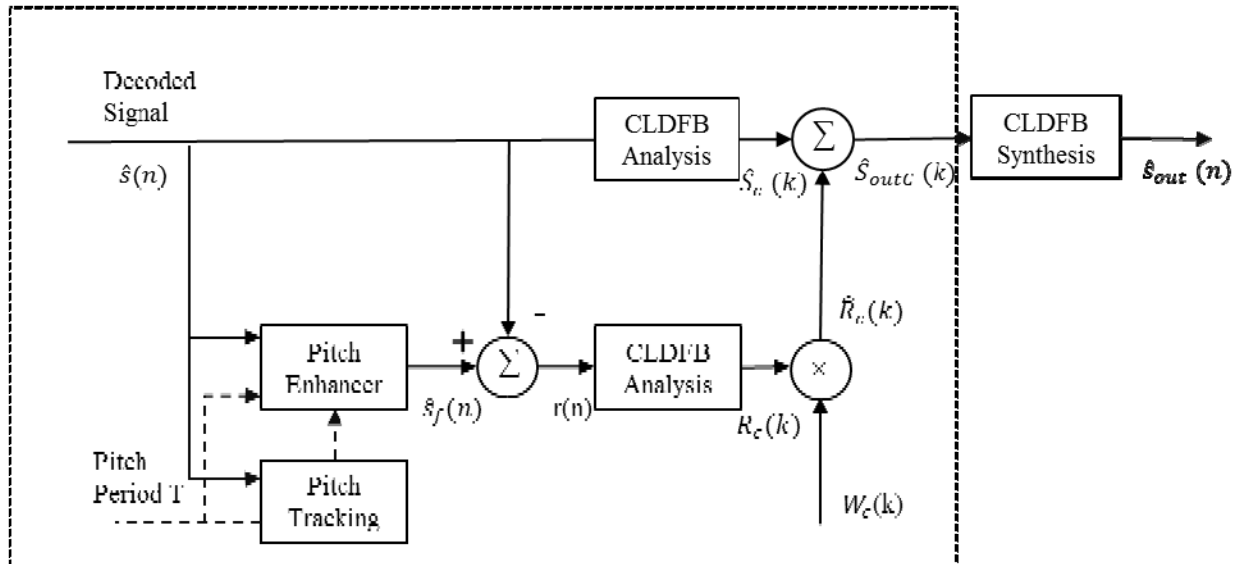 Decoded
Signal
ŝ(n)
CLDFB
Analysis
Σ
Ŝ_c (k)
Ŝ_outC (k)
CLDFB
Synthesis
ŝ_out (n)
Pitch
Enhancer
+
-
Σ
ŝ_f(n)
r(n)
CLDFB
Analysis
R_c(k)
×
R̂_c(k)
Pitch
Period T
Pitch
Tracking
W_c(k)